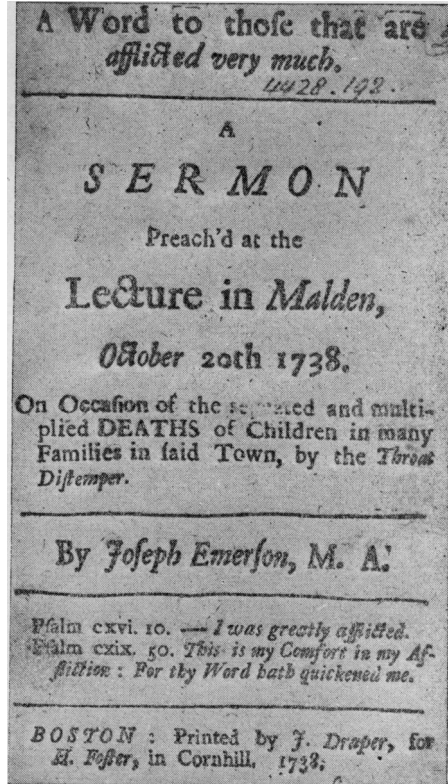 A Word to thoſe that are
afflicted very much.
4428.192.
A
SERMON
Preach'd at the
Lecture in Malden,
October 20th 1738.
On Occaſion of the and multi-
plied DEATHS of Children in many
Families in ſaid Town, by the Throat
Diſtemper.
By Joſeph Emerſon, M. A.
Pſalm cxvi. 10. — I was greatly afflicted.
Pſalm cxix. 50. This is my Comfort in my Af-
fliction : For thy Word hath quickened me.
BOSTON : Printed by J. Draper, for
H. Foſter, in Cornhill, 1738.